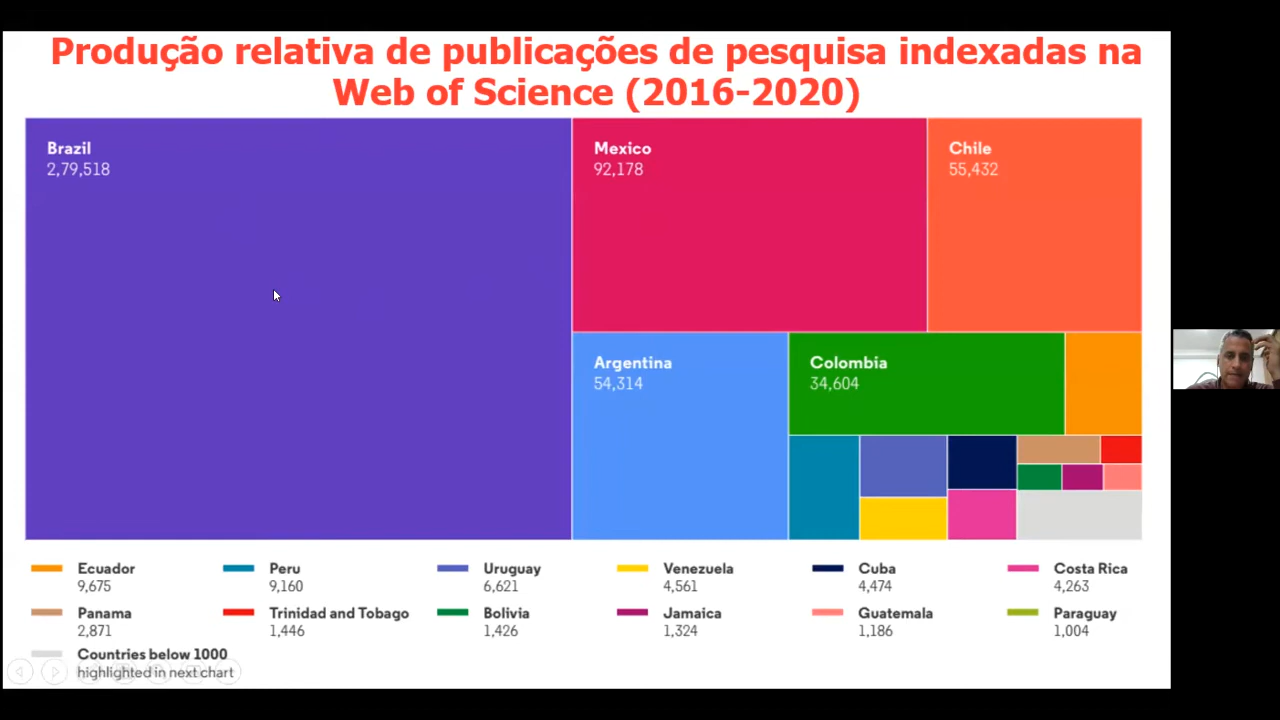 Produção relativa de publicações de pesquisa indexadas na
Web of Science (2016-2020)
Brazil
2,79,518
Mexico
92,178
Chile
55,432
Argentina
54,314
Colombia
34,604
Ecuador
9,675
Peru
9,160
Uruguay
6,621
Venezuela
4,561
Cuba
4,474
Costa Rica
4,263
Panama
2,871
Trinidad and Tobago
1,446
Bolivia
1,426
Jamaica
1,324
Guatemala
1,186
Paraguay
1,004
Countries below 1000
highlighted in next chart